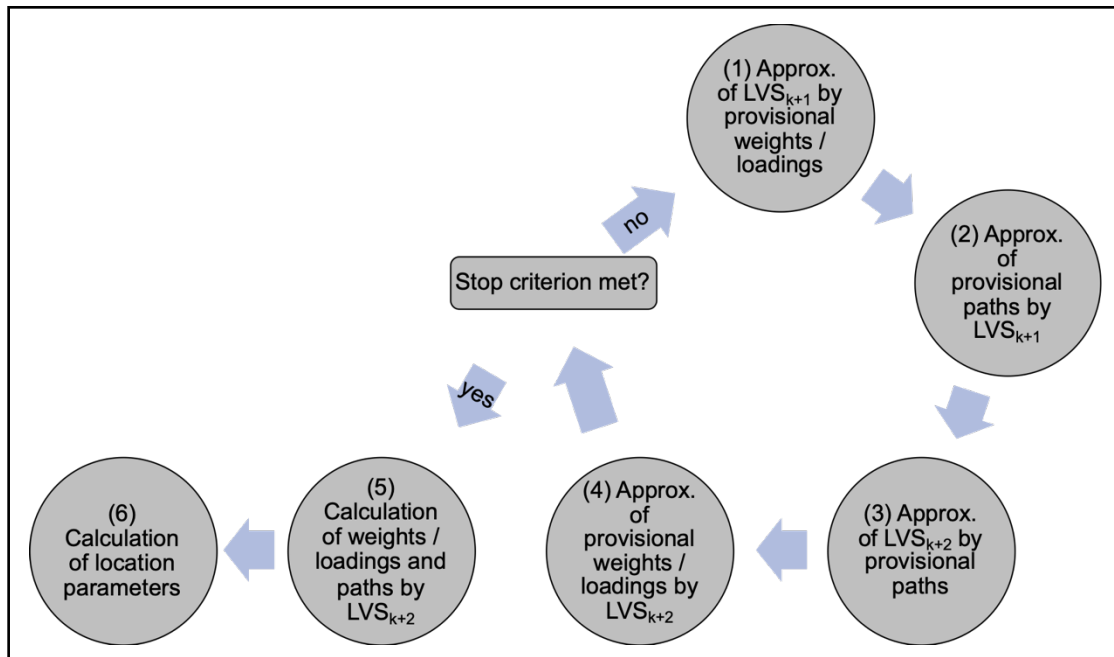 (1) Approx.
of LVSₖ₊₁ by
provisional
weights /
loadings
no
Stop criterion met?
(2) Approx.
of
provisional
paths by
LVSₖ₊₁
yes
(6)
Calculation
of location
parameters
(5)
Calculation
of weights /
loadings and
paths by
LVSₖ₊₂
(4) Approx.
of
provisional
weights /
loadings by
LVSₖ₊₂
(3) Approx.
of LVSₖ₊₂ by
provisional
paths